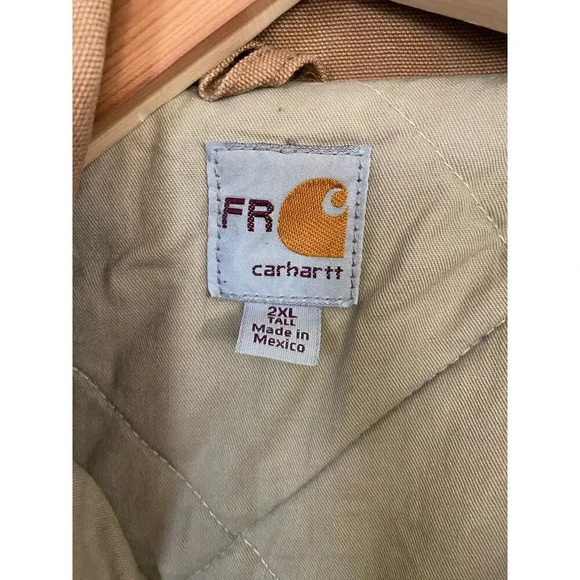 FR
carhartt
2XL
TALL
Made in
Mexico